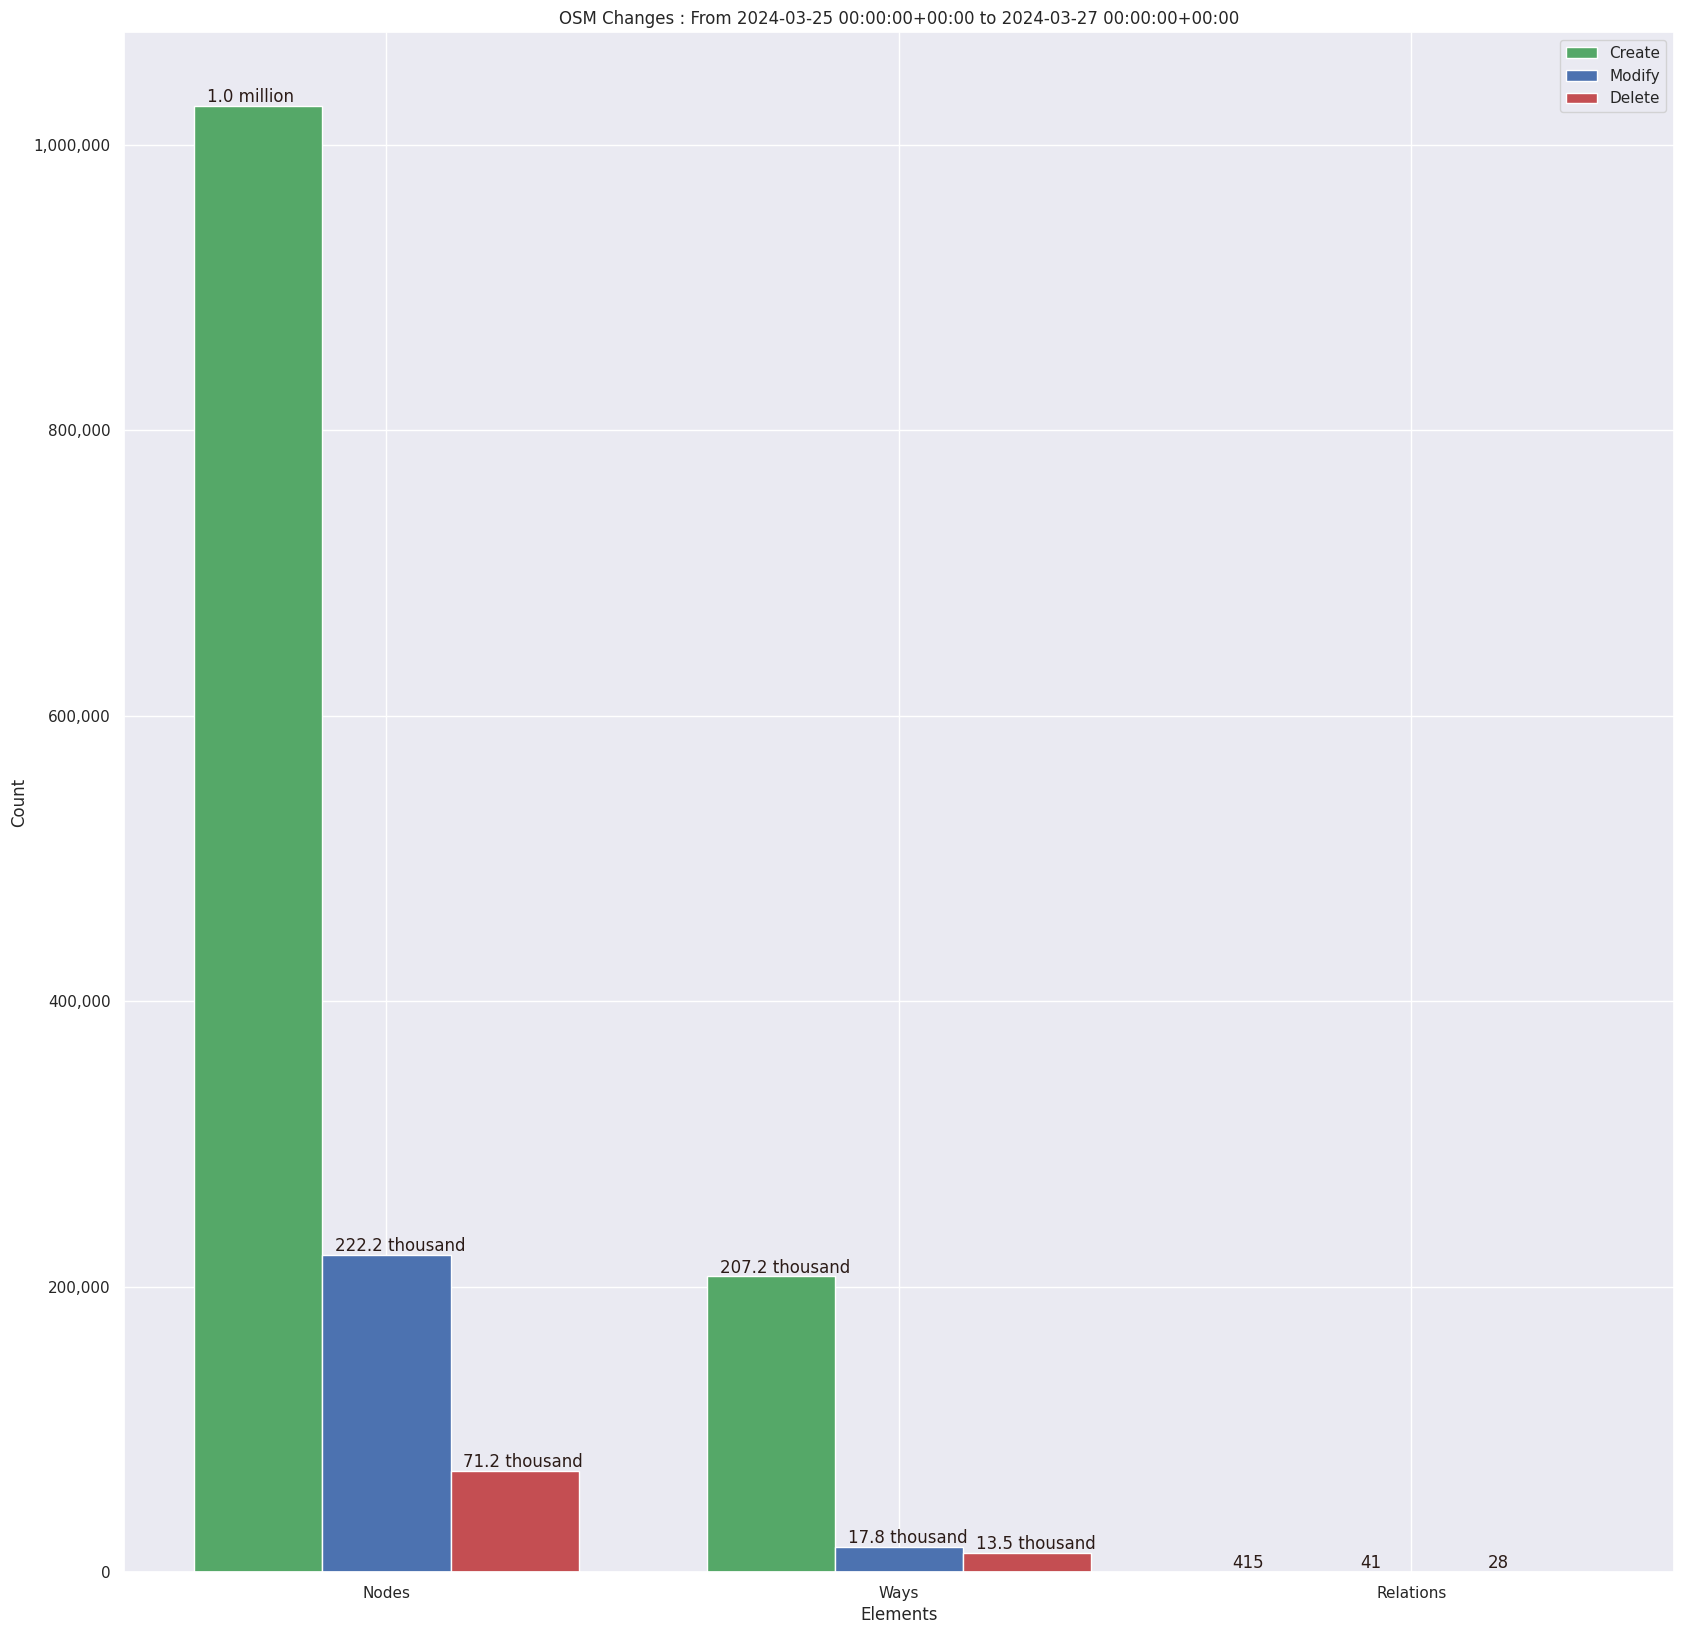 OSM Changes : From 2024-03-25 00:00:00+00:00 to 2024-03-27 00:00:00+00:00
Create
Modify
Delete
1.0 million
1,000,000
800,000
600,000
Count
400,000
222.2 thousand
207.2 thousand
200,000
71.2 thousand
17.8 thousand
13.5 thousand
415
41
28
0
Nodes
Ways
Relations
Elements